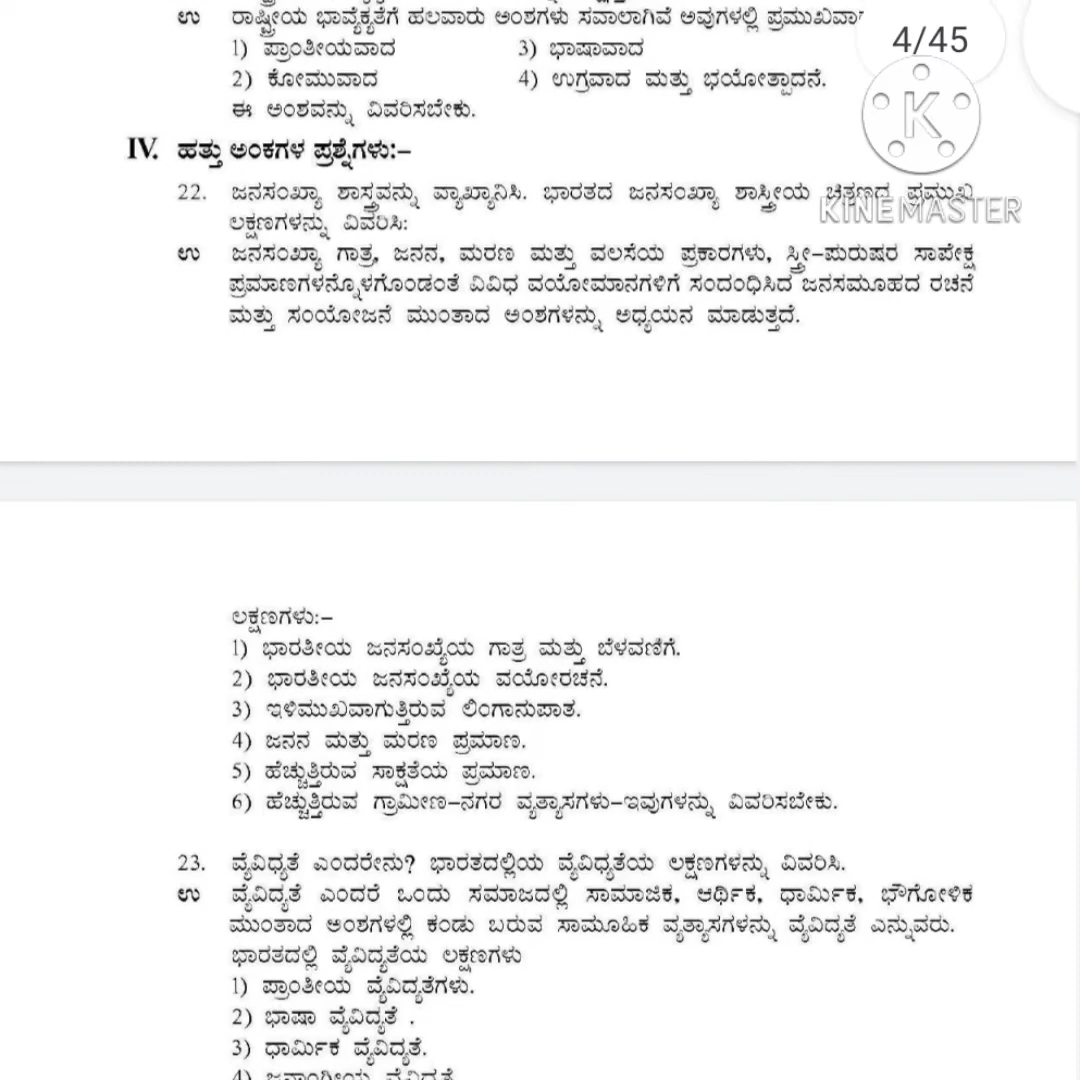 ಉ ರಾಷ್ಟ್ರೀಯ ಭಾವೈಕ್ಯತೆಗೆ ಹಲವಾರು ಅಂಶಗಳು ಸವಾಲಾಗಿವೆ ಅವುಗಳಲ್ಲಿ
4/45
1) ಪ್ರಾಂತೀಯವಾದ 3) ಭಾಷಾವಾದ
2) ಕೋಮುವಾದ 4) ಉಗ್ರವಾದ ಮತ್ತು ಭಯೋತ್ಪಾದನೆ.
ಈ ಅಂಶವನ್ನು ವಿವರಿಸಬೇಕು.
K
IV. ಹತ್ತು ಅಂಕಗಳ ಪ್ರಶ್ನೆಗಳು:–
22. ಜನಸಂಖ್ಯಾ ಶಾಸ್ತ್ರವನ್ನು ವ್ಯಾಖ್ಯಾನಿಸಿ. ಭಾರತದ ಜನಸಂಖ್ಯಾ ಶಾಸ್ತ್ರೀಯ ಚಿತ್ರಣದ ಪ್ರಮುಖ
KINEMASTER
ಲಕ್ಷಣಗಳನ್ನು ವಿವರಿಸಿ:
ಉ ಜನಸಂಖ್ಯಾ ಗಾತ್ರ, ಜನನ, ಮರಣ ಮತ್ತು ವಲಸೆಯ ಪ್ರಕಾರಗಳು, ಸ್ತ್ರೀ–ಪುರುಷರ ಸಾಪೇಕ್ಷ
ಪ್ರಮಾಣಗಳನ್ನೊಳಗೊಂಡಂತೆ ವಿವಿಧ ವಯೋಮಾನಗಳಿಗೆ ಸಂದಂಧಿಸಿದ ಜನಸಮೂಹದ ರಚನೆ
ಮತ್ತು ಸಂಯೋಜನೆ ಮುಂತಾದ ಅಂಶಗಳನ್ನು ಅಧ್ಯಯನ ಮಾಡುತ್ತದೆ.
ಲಕ್ಷಣಗಳು:–
1) ಭಾರತೀಯ ಜನಸಂಖ್ಯೆಯ ಗಾತ್ರ ಮತ್ತು ಬೆಳವಣಿಗೆ.
2) ಭಾರತೀಯ ಜನಸಂಖ್ಯೆಯ ವಯೋರಚನೆ.
3) ಇಳಿಮುಖವಾಗುತ್ತಿರುವ ಲಿಂಗಾನುಪಾತ.
4) ಜನನ ಮತ್ತು ಮರಣ ಪ್ರಮಾಣ.
5) ಹೆಚ್ಚುತ್ತಿರುವ ಸಾಕ್ಷತೆಯ ಪ್ರಮಾಣ.
6) ಹೆಚ್ಚುತ್ತಿರುವ ಗ್ರಾಮೀಣ–ನಗರ ವ್ಯತ್ಯಾಸಗಳು–ಇವುಗಳನ್ನು ವಿವರಿಸಬೇಕು.
23. ವೈವಿಧ್ಯತೆ ಎಂದರೇನು? ಭಾರತದಲ್ಲಿಯ ವೈವಿಧ್ಯತೆಯ ಲಕ್ಷಣಗಳನ್ನು ವಿವರಿಸಿ.
ಉ ವೈವಿದ್ಯತೆ ಎಂದರೆ ಒಂದು ಸಮಾಜದಲ್ಲಿ ಸಾಮಾಜಿಕ, ಆರ್ಥಿಕ, ಧಾರ್ಮಿಕ, ಭೌಗೋಳಿಕ
ಮುಂತಾದ ಅಂಶಗಳಲ್ಲಿ ಕಂಡು ಬರುವ ಸಾಮೂಹಿಕ ವ್ಯತ್ಯಾಸಗಳನ್ನು ವೈವಿದ್ಯತೆ ಎನ್ನುವರು.
ಭಾರತದಲ್ಲಿ ವೈವಿದ್ಯತೆಯ ಲಕ್ಷಣಗಳು
1) ಪ್ರಾಂತೀಯ ವೈವಿದ್ಯತೆಗಳು.
2) ಭಾಷಾ ವೈವಿದ್ಯತೆ .
3) ಧಾರ್ಮಿಕ ವೈವಿದ್ಯತೆ.